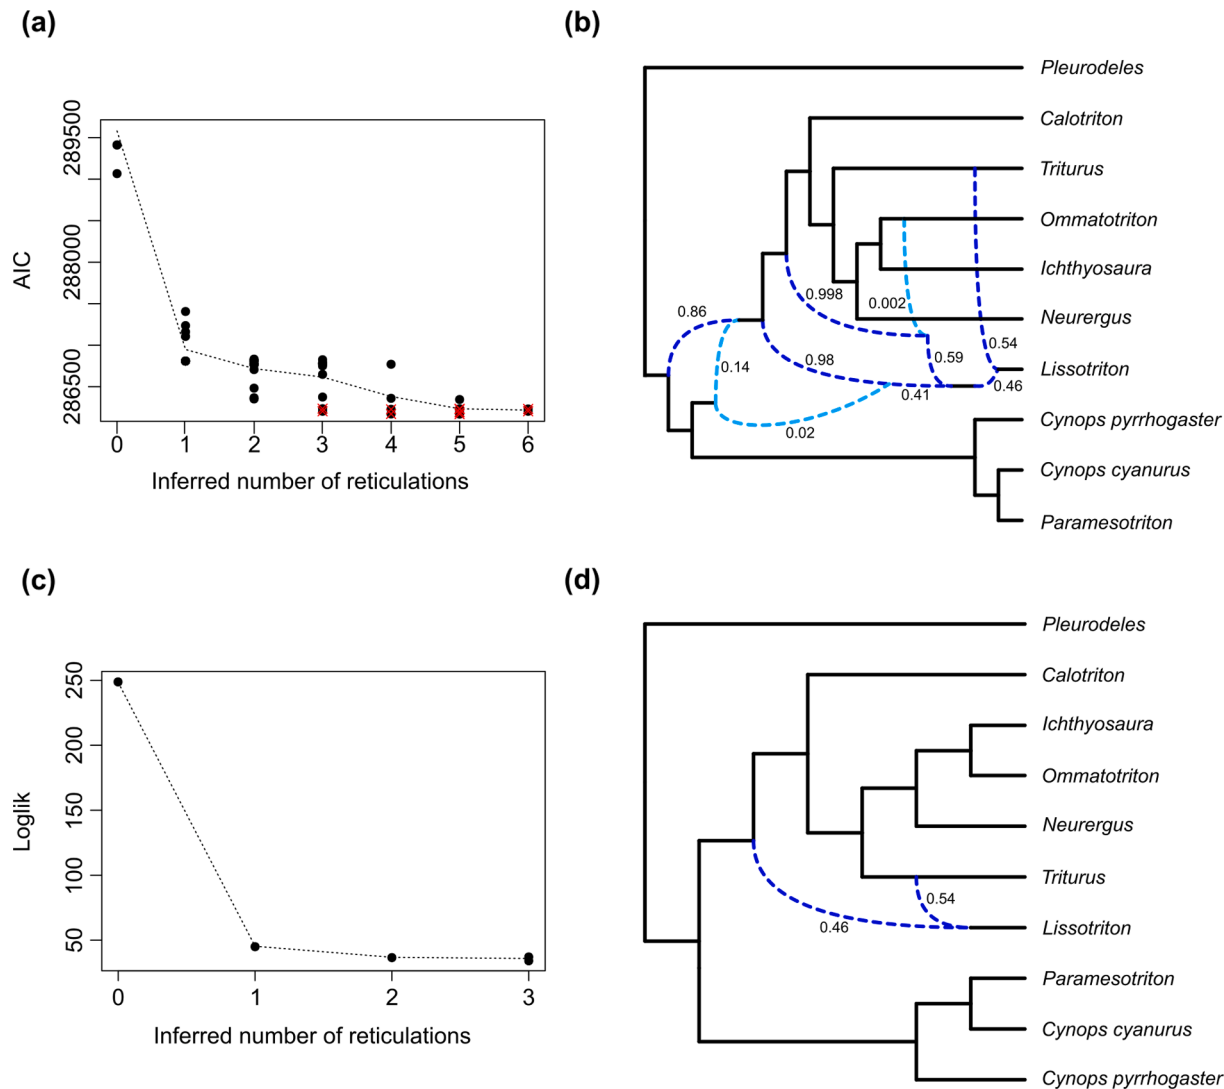 (a)
289500
288000
286500
AIC
0 1 2 3 4 5 6
Inferred number of reticulations
(b)
Pleurodeles
Calotriton
Triturus
Ommatotriton
Ichthyosaura
Neurergus
Lissotriton
Cynops pyrrhogaster
Cynops cyanurus
Paramesotriton
0.998
0.002
0.86
0.54
0.59
0.98
0.14
0.46
0.41
0.02
(c)
250
200
150
100
50
Loglik
0 1 2 3
Inferred number of reticulations
(d)
Pleurodeles
Calotriton
Ichthyosaura
Ommatotriton
Neurergus
Triturus
0.54
0.46
Lissotriton
Paramesotriton
Cynops cyanurus
Cynops pyrrhogaster